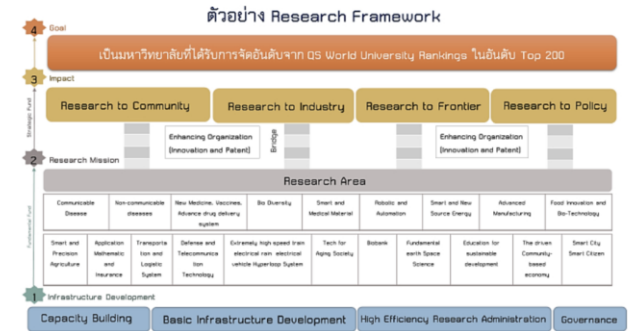 ตัวอย่าง Research Framework
4 Goal
เป็นมหาวิทยาลัยที่ได้รับการจัดอันดับจาก QS World University Rankings ในอันดับ Top 200
3 Impact
Research to Community
Research to Industry
Research to Frontier
Research to Policy
Strategic Fund
Enhancing Organization
(Innovation and Patent)
Bridge
Enhancing Organization
(Innovation and Patent)
2 Research Mission
Research Area
Fundamental Fund
Communicable
Disease
Non-communicable
diseases
New Medicine, Vaccines,
Advance drug delivery
system
Bio Diversity
Smart and
Medical Material
Robotic and
Automation
Smart and New
Source Energy
Advanced
Manufacturing
Food Innovation and
Bio-Technology
Smart and
Precision
Agriculture
Application
Mathematic
and
Insurance
Transporta
tion and
Logistic
System
Defense and
Telecommunica
tion
Technology
Extremely high speed train
electrical rain electrical
vehicle Hyperloop System
Tech for
Aging Society
Biobank
Fundamental
earth Space
Science
Education for
sustainable
development
The driven
Community-
based
economy
Smart City
Smart Citizen
1 Infrastructure Development
Capacity Building
Basic Infrastructure Development
High Efficiency Research Administration
Governance